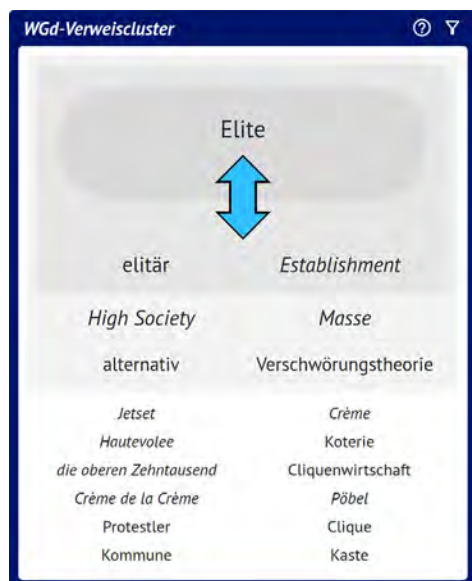 WGd-Verweiscluster
Elite
elitär Establishment
High Society Masse
alternativ Verschwörungstheorie
Jetset Crème
Hautevolee Koterie
die oberen Zehntausend Cliquenwirtschaft
Crème de la Crème Pöbel
Protestler Clique
Kommune Kaste